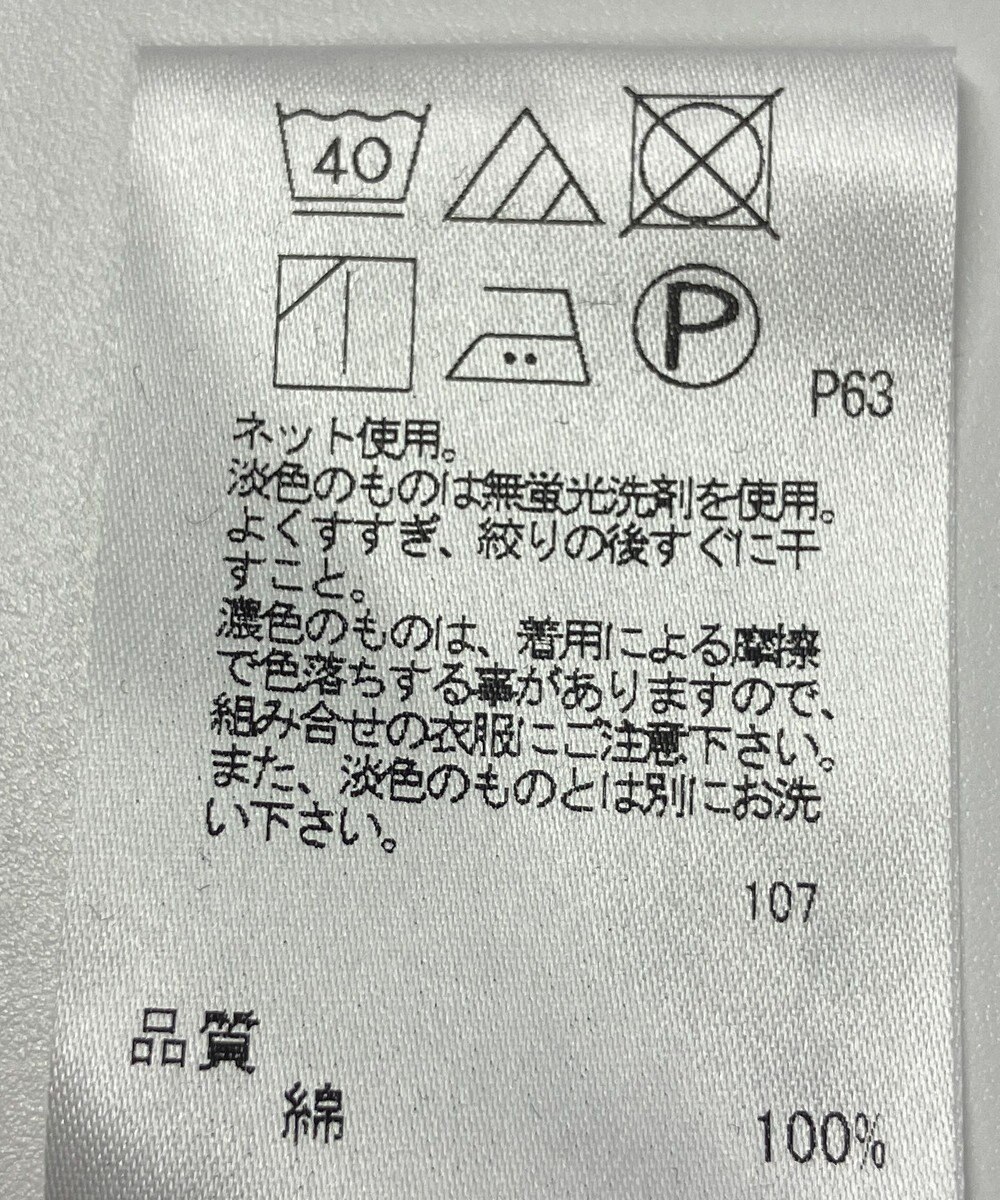 40
P
P63
ネット使用。
淡色のものは無蛍光洗剤を使用。
よくすすぎ、絞りの後すぐに干
すこと。
濃色のものは、着用による摩擦
で色落ちする事がありますので、
組み合せの衣服にご注意下さい。
また、淡色のものとは別にお洗
い下さい。
107
品質
綿 100%